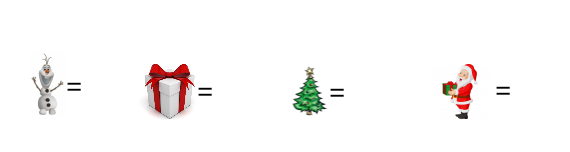 = = = =